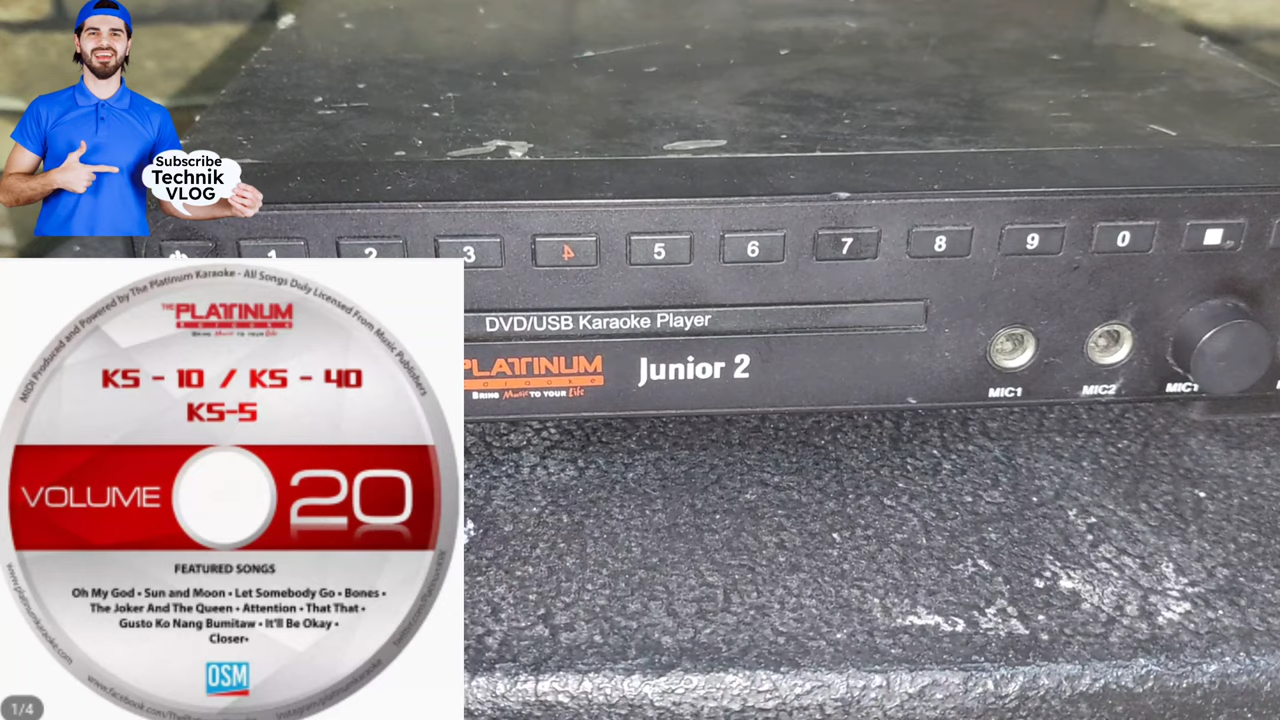 Subscribe
Technik
VLOG
1 2 3 4 5 6 7 8 9 0
DVD/USB Karaoke Player
PLATINUM
karaoke
BRING Music TO YOUR Life
Junior 2
MIC1
MIC2
MIC1
MIDI Produced and Powered by The Platinum Karaoke - All Songs Duly Licensed From Music Publishers
THE PLATINUM
karaoke
BRING Music TO YOUR Life
KS - 10 / KS - 40
KS-5
VOLUME 20
FEATURED SONGS
Oh My God • Sun and Moon • Let Somebody Go • Bones •
The Joker And The Queen • Attention • That That •
Gusto Ko Nang Bumitaw • It'll Be Okay •
Closer•
OSM
www.platinumkaraoke.com
1/4